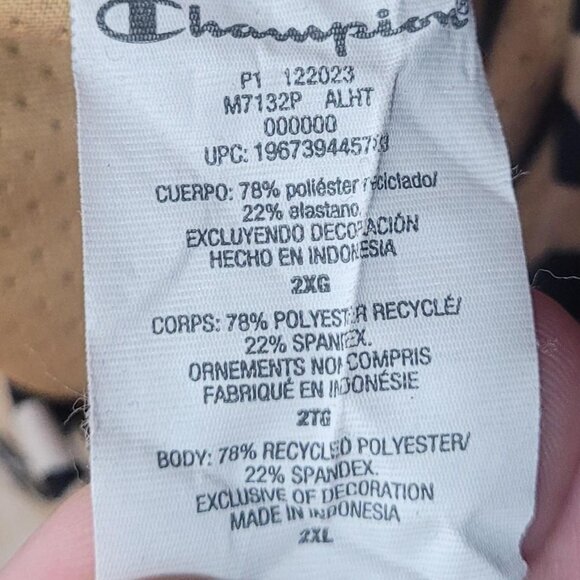 Champion
P1 122023
M7132P ALHT
000000
UPC:
CUERPO: 78% poliéster reciclado/
22% elastano.
EXCLUYENDO DECORACIÓN
HECHO EN INDONESIA
2XG
CORPS: 78% POLYESTER RECYCLÉ/
22% SPANDEX.
ORNEMENTS NON COMPRIS
FABRIQUÉ EN INDONÉSIE
2TG
BODY: 78% RECYCLED POLYESTER/
22% SPANDEX.
EXCLUSIVE OF DECORATION
MADE IN INDONESIA
2XL